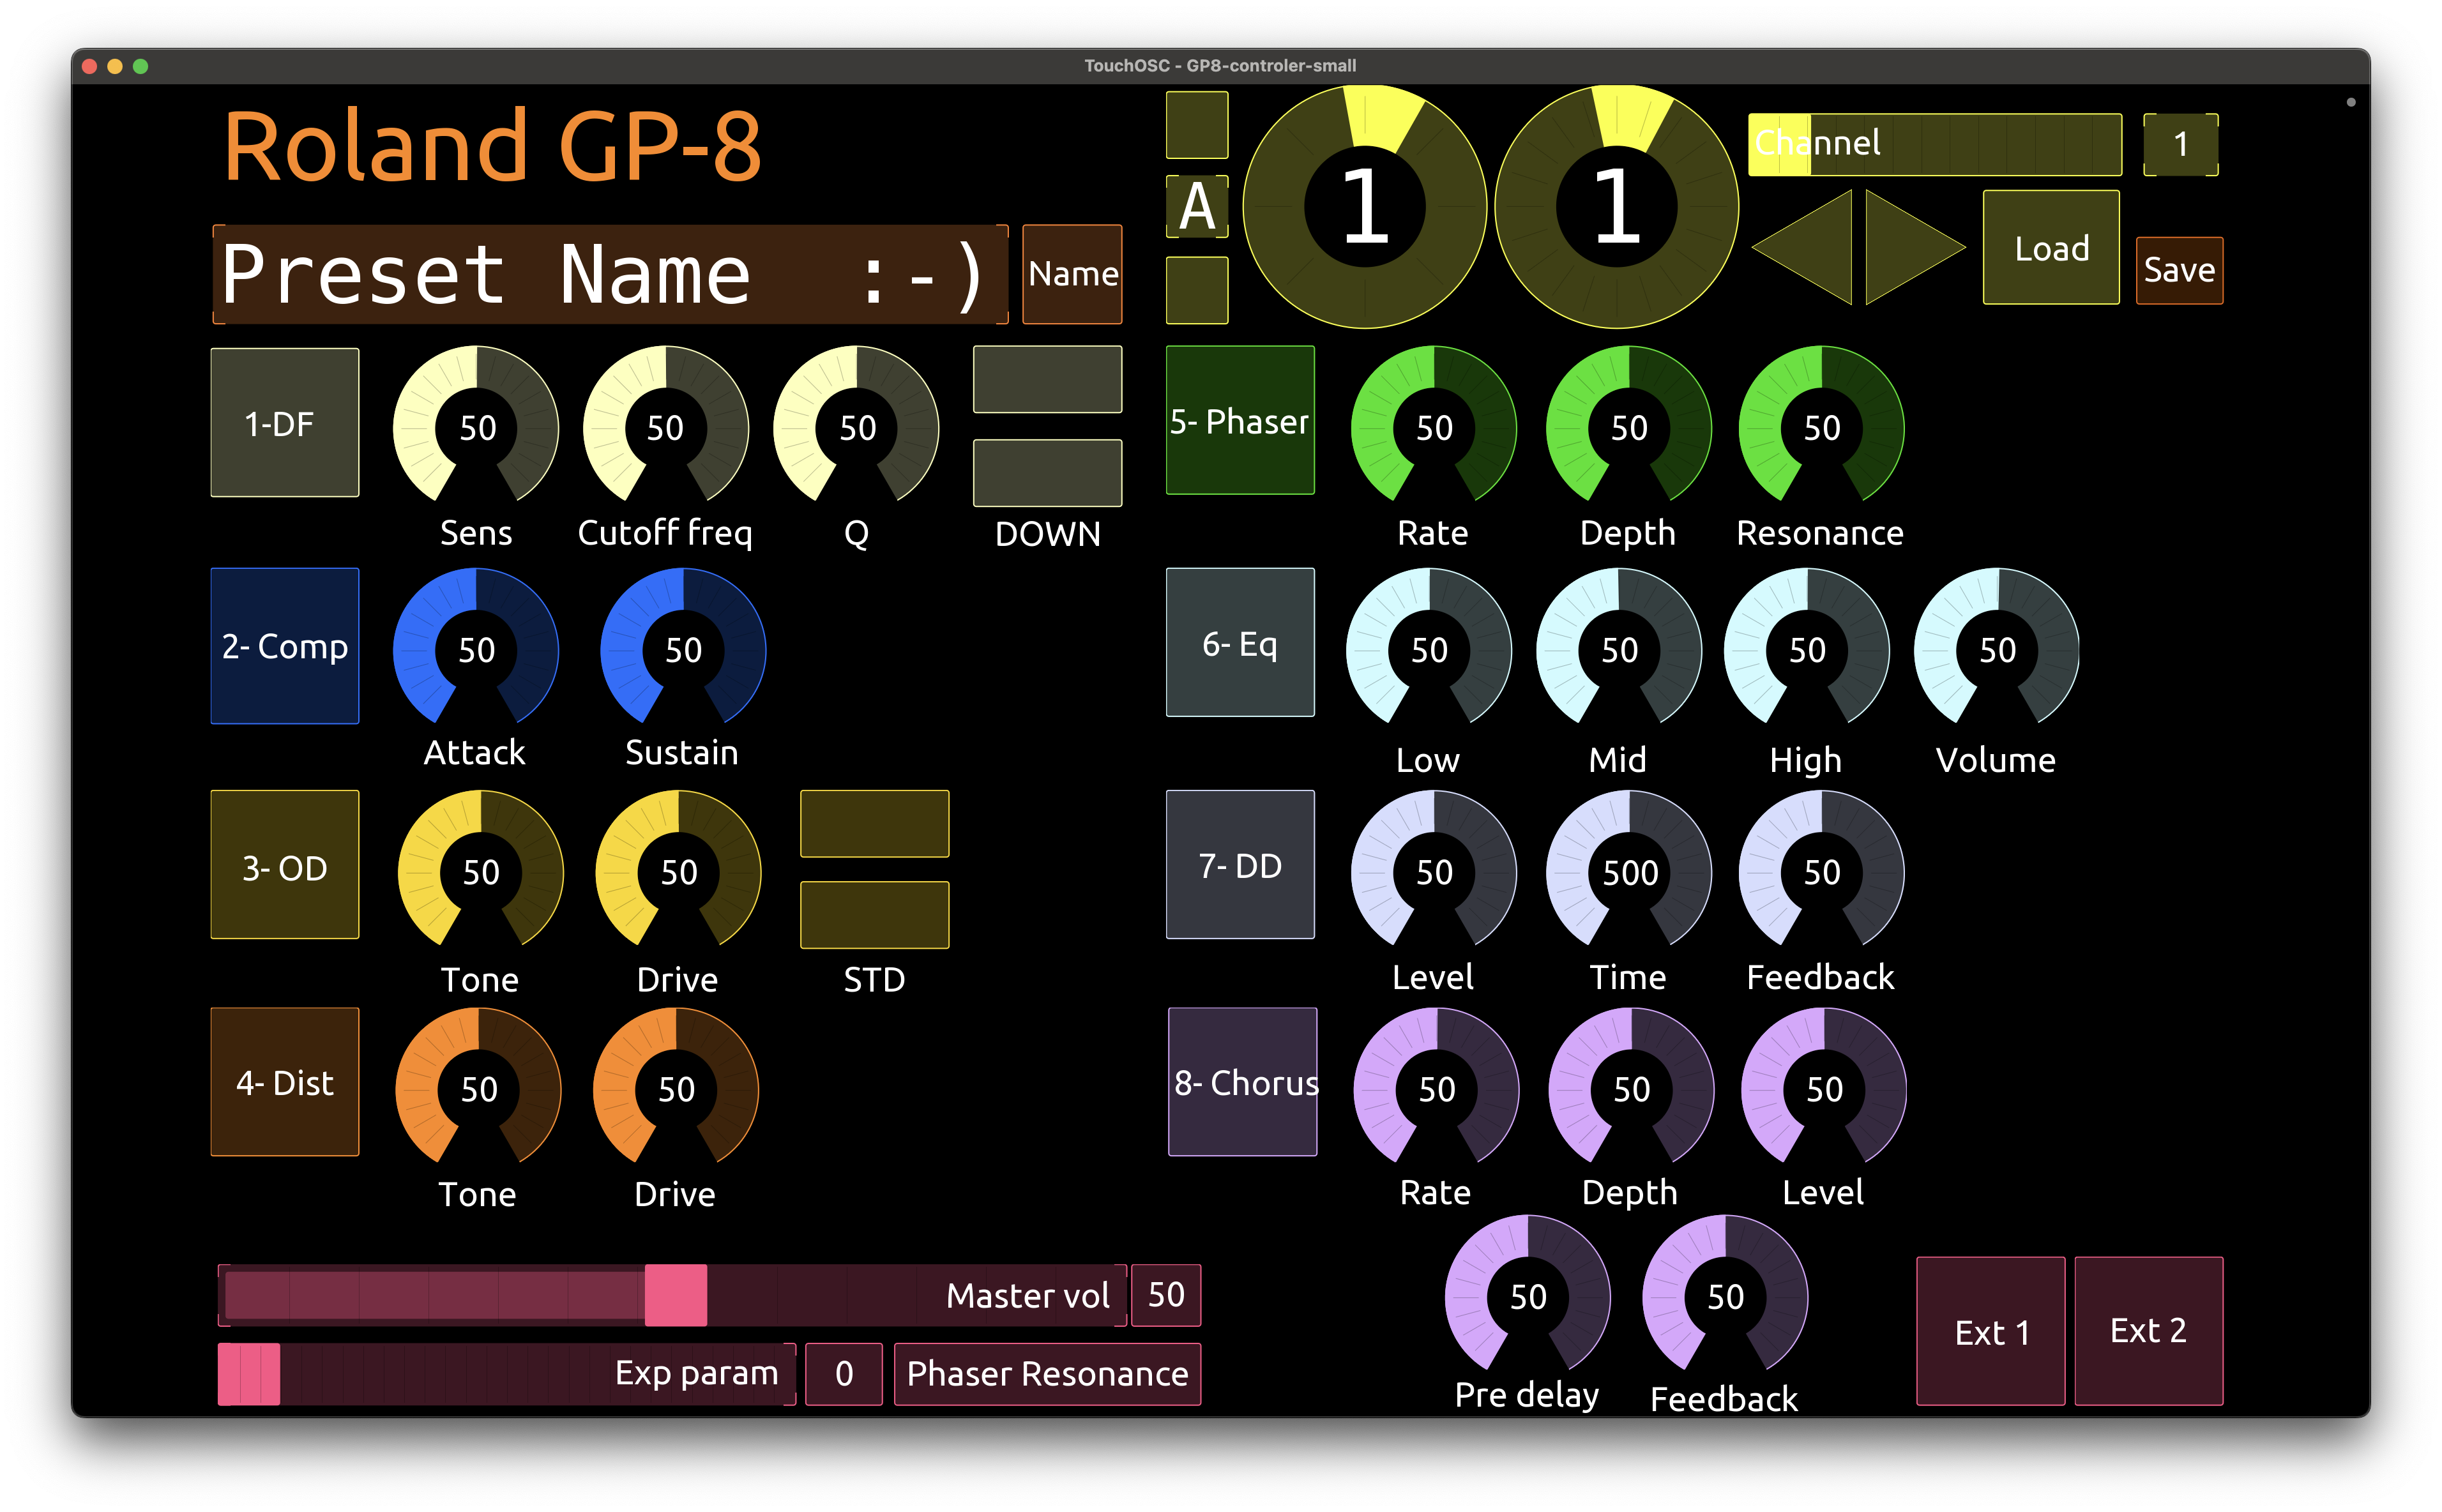 TouchOSC - GP8-controler-small
Roland GP-8
Preset Name :-)
Name
A
1
1
Channel
1
Load
Save
1-DF
50
50
50
Sens
Cutoff freq
Q
DOWN
2- Comp
50
50
Attack
Sustain
3- OD
50
50
Tone
Drive
STD
4- Dist
50
50
Tone
Drive
Master vol
50
Exp param
0
Phaser Resonance
5- Phaser
50
50
50
Rate
Depth
Resonance
6- Eq
50
50
50
50
Low
Mid
High
Volume
7- DD
50
500
50
Level
Time
Feedback
8- Chorus
50
50
50
Rate
Depth
Level
50
50
Pre delay
Feedback
Ext 1
Ext 2